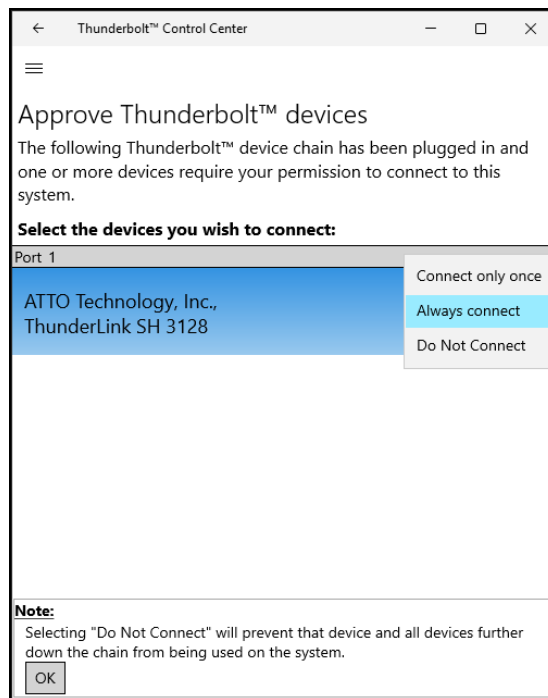 Thunderbolt™ Control Center
Approve Thunderbolt™ devices
The following Thunderbolt™ device chain has been plugged in and
one or more devices require your permission to connect to this
system.
Select the devices you wish to connect:
Port 1
ATTO Technology, Inc.,
ThunderLink SH 3128
Connect only once
Always connect
Do Not Connect
Note:
Selecting "Do Not Connect" will prevent that device and all devices further
down the chain from being used on the system.
OK